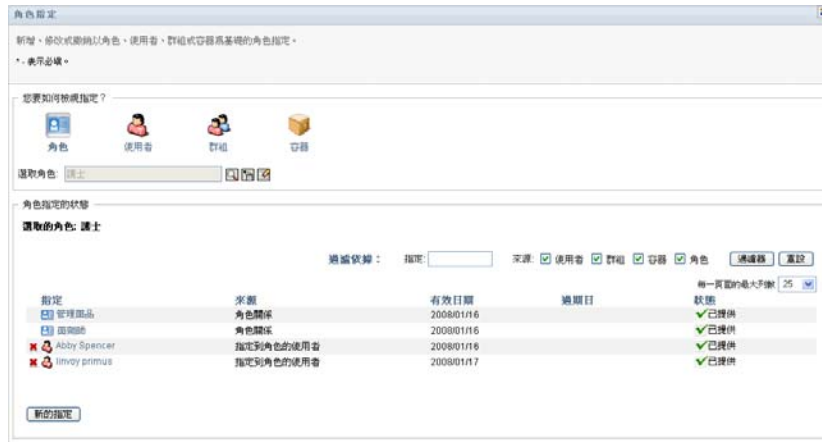 角色指定
新增、修改或撤銷以角色、使用者、群組或容器為基礎的角色指定。
* - 表示必填。
您要如何檢視指定？
角色 使用者 群組 容器
選取角色: 護士
角色指定的狀態
選取的角色: 護士
過濾依據： 指定: 來源: 使用者 群組 容器 角色 過濾器 重設
每一頁面的最大列數 25
指定 來源 有效日期 過期日 狀態
管理藥品 角色關係 2008/01/16 已提供
角色關係 2008/01/16 已提供
Abby Spencer 指定到角色的使用者 2008/01/16 已提供
linvoy primus 指定到角色的使用者 2008/01/17 已提供
新的指定